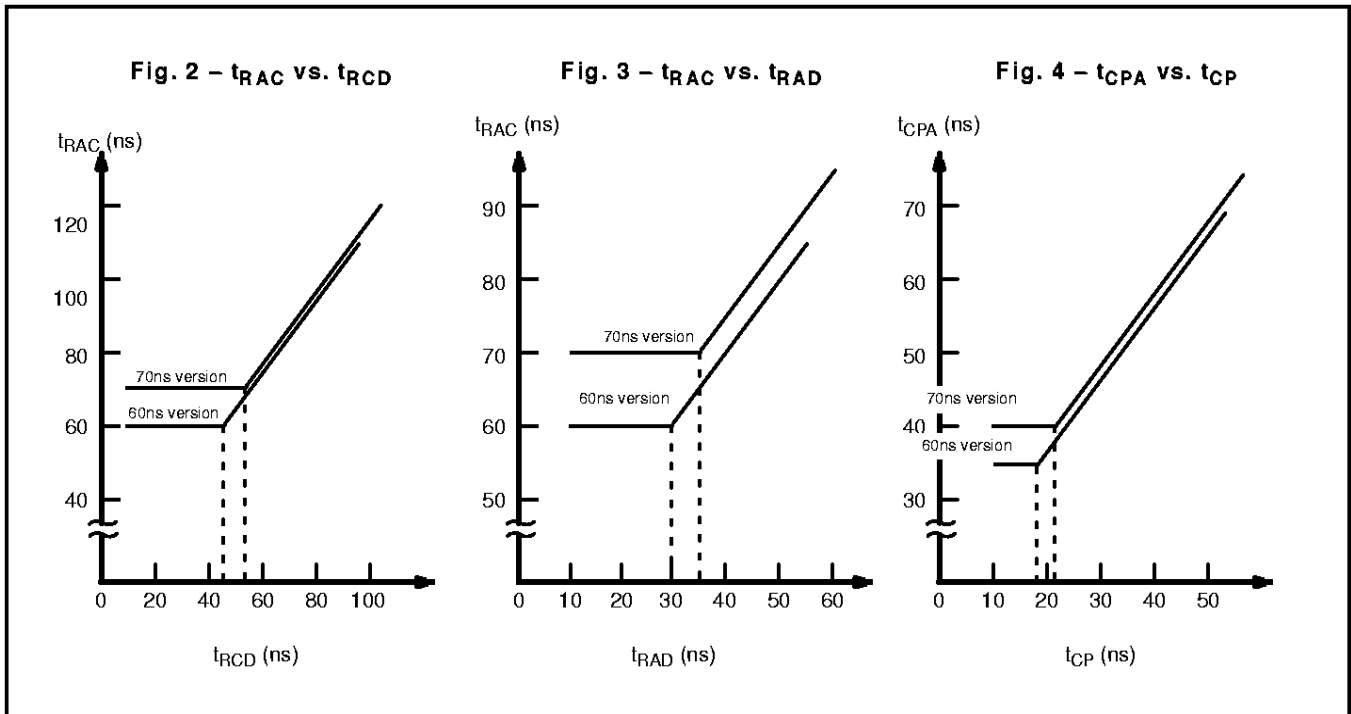 Fig. 2 – tRAC vs. tRCD
tRAC (ns)
120
100
80
60
40
70ns version
60ns version
0 20 40 60 80 100
tRCD (ns)
Fig. 3 – tRAC vs. tRAD
tRAC (ns)
90
80
70
60
50
70ns version
60ns version
0 10 20 30 40 50 60
tRAD (ns)
Fig. 4 – tCPA vs. tCP
tCPA (ns)
70
60
50
70ns version
40
60ns version
30
0 10 20 30 40 50
tCP (ns)